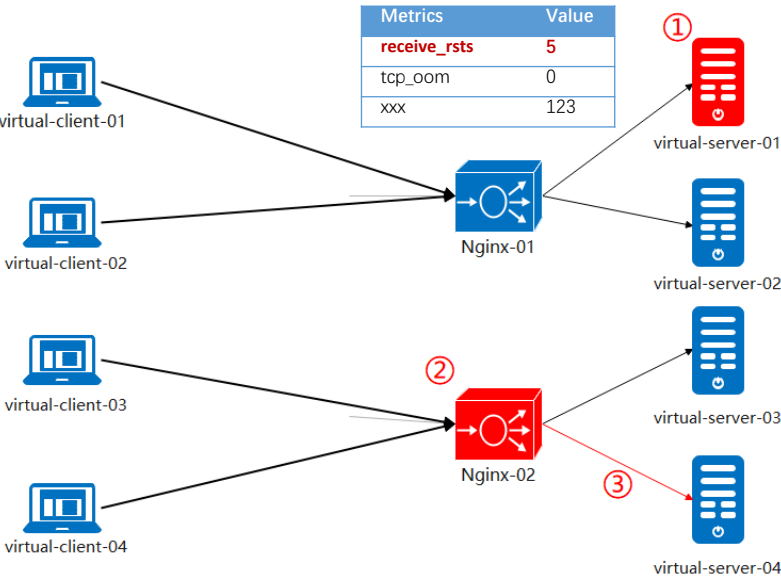 Metrics Value
receive_rsts 5
tcp_oom 0
xxx 123
①
virtual-client-01
virtual-server-01
Nginx-01
virtual-client-02
virtual-server-02
②
virtual-client-03
virtual-server-03
Nginx-02
③
virtual-client-04
virtual-server-04